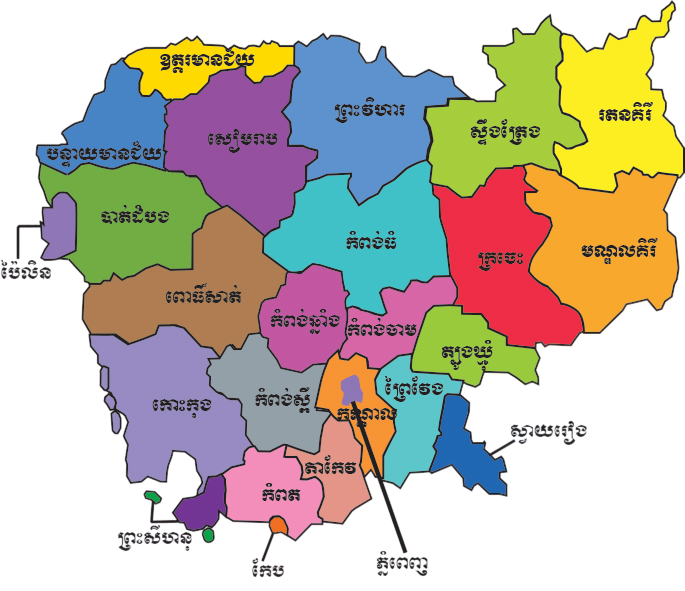 ឧត្តរមានជ័យ
បន្ទាយមានជ័យ
សៀមរាប
ព្រះវិហារ
ស្ទឹងត្រែង
រតនគិរី
បាត់ដំបង
ប៉ៃលិន
កំពង់ធំ
ក្រចេះ
មណ្ឌលគិរី
ពោធិ៍សាត់
កំពង់ឆ្នាំង
កំពង់ចាម
ត្បូងឃ្មុំ
កោះកុង
កំពង់ស្ពឺ
កណ្ដាល
ព្រៃវែង
ស្វាយរៀង
តាកែវ
កំពត
ព្រះសីហនុ
កែប
ភ្នំពេញ